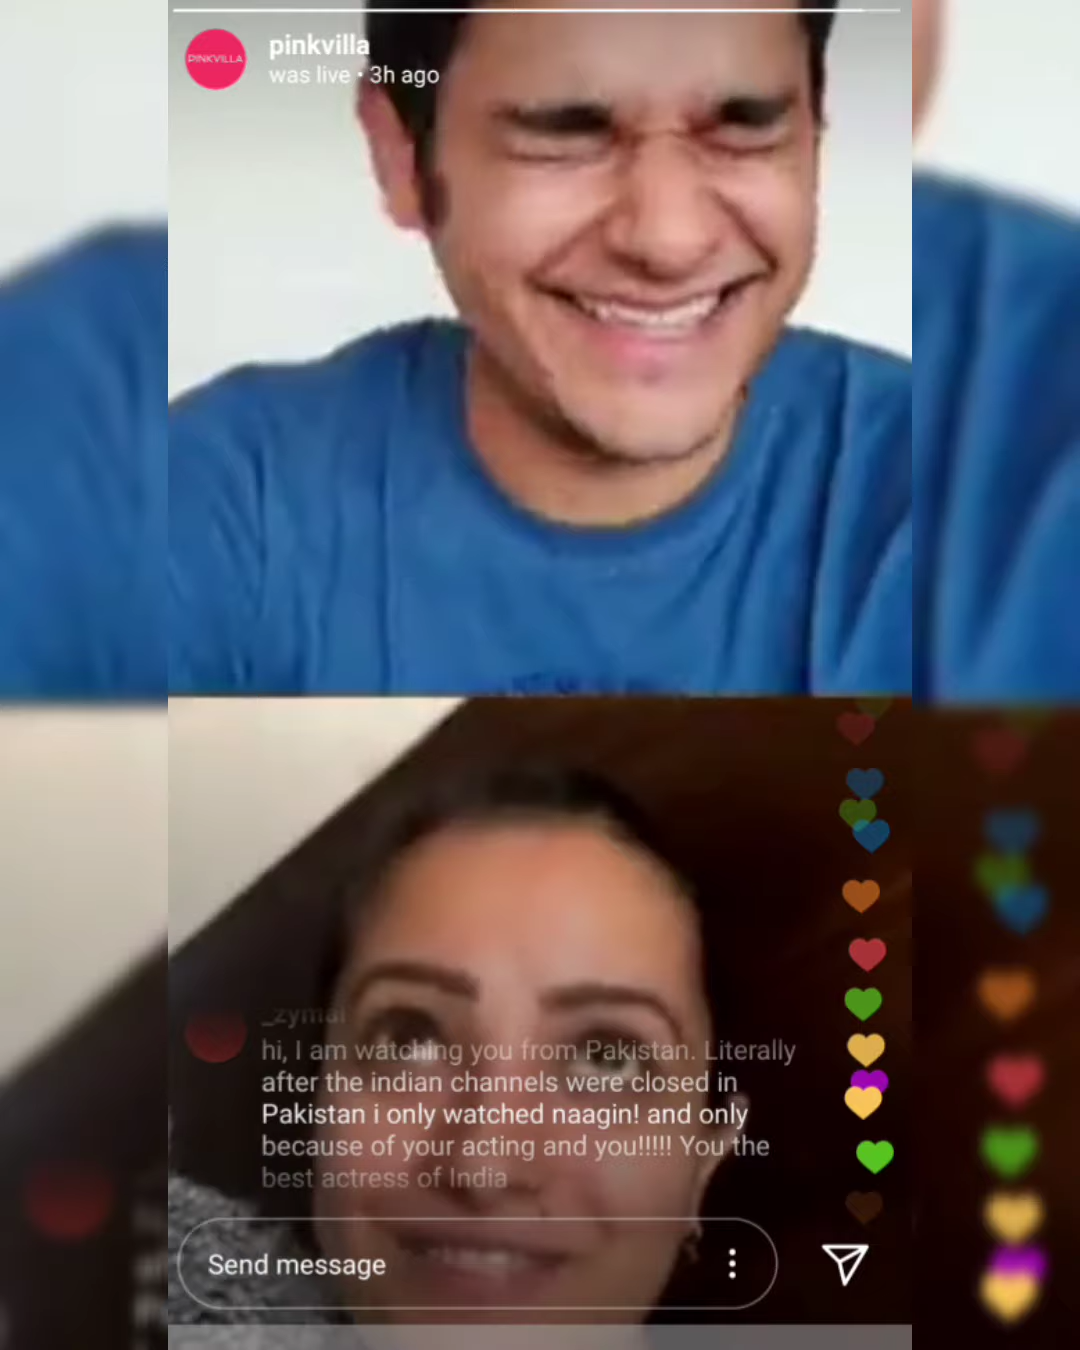 pinkvilla
PINKVILLA
was live • 3h ago
_zymal
hi, I am watching you from Pakistan. Literally
after the indian channels were closed in
Pakistan i only watched naagin! and only
because of your acting and you!!!!! You the
best actress of India
Send message